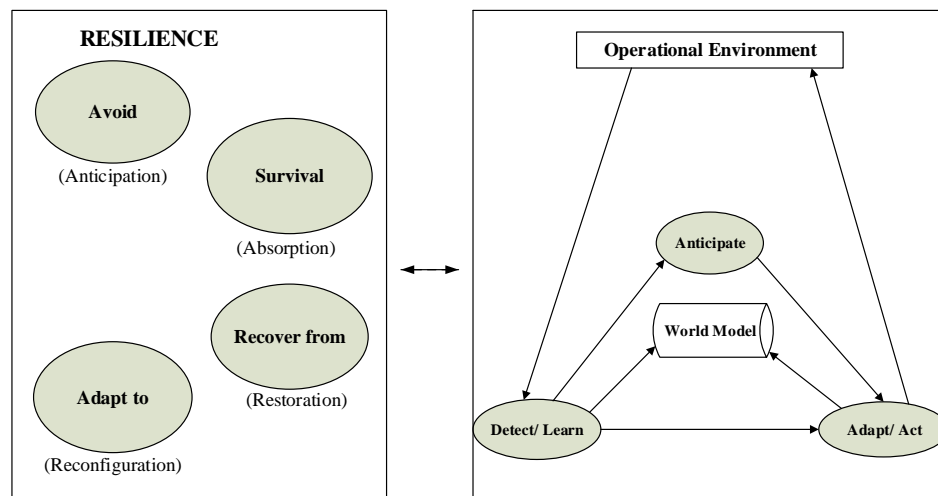 RESILIENCE
Avoid
(Anticipation)
Survival
(Absorption)
Recover from
(Restoration)
Adapt to
(Reconfiguration)
Operational Environment
Anticipate
World Model
Detect/ Learn
Adapt/ Act